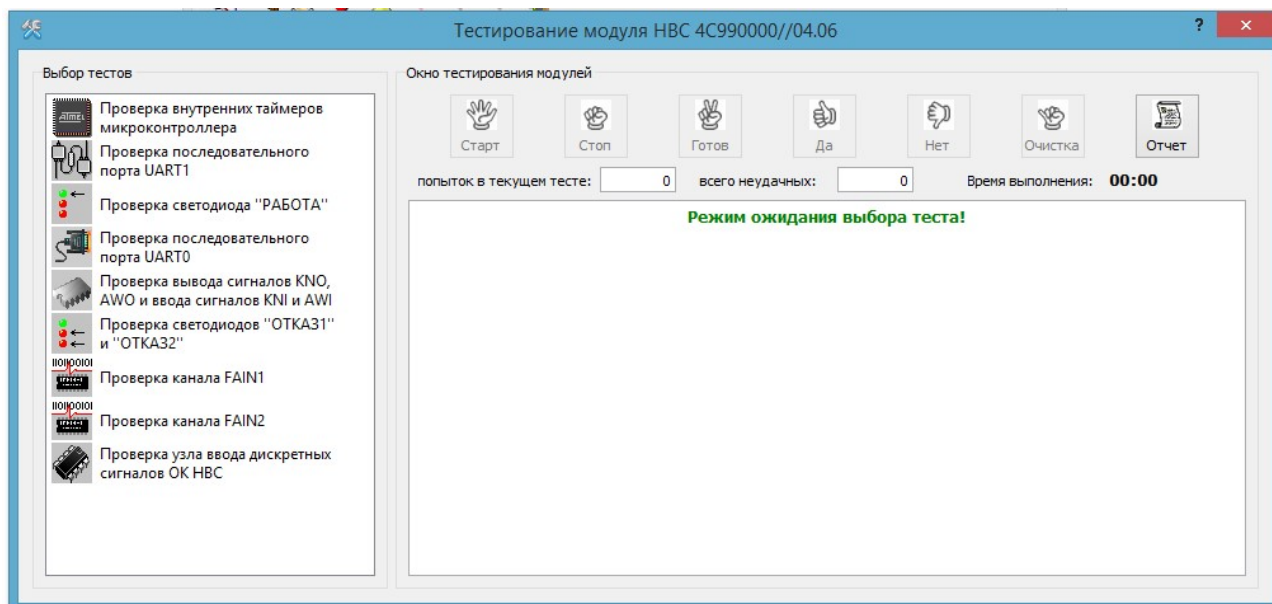 Тестирование модуля НВС 4C990000//04.06
?
Выбор тестов
Проверка внутренних таймеров
микроконтроллера
Проверка последовательного
порта UART1
Проверка светодиода "РАБОТА"
Проверка последовательного
порта UART0
Проверка вывода сигналов KNO,
AWO и ввода сигналов KNI и AWI
Проверка светодиодов "ОТКАЗ1"
и "ОТКАЗ2"
Проверка канала FAIN1
Проверка канала FAIN2
Проверка узла ввода дискретных
сигналов ОК НВС
Окно тестирования модулей
Старт Стоп Готов Да Нет Очистка Отчет
попыток в текущем тесте: 0 всего неудачных: 0 Время выполнения: 00:00
Режим ожидания выбора теста!
ATMEL